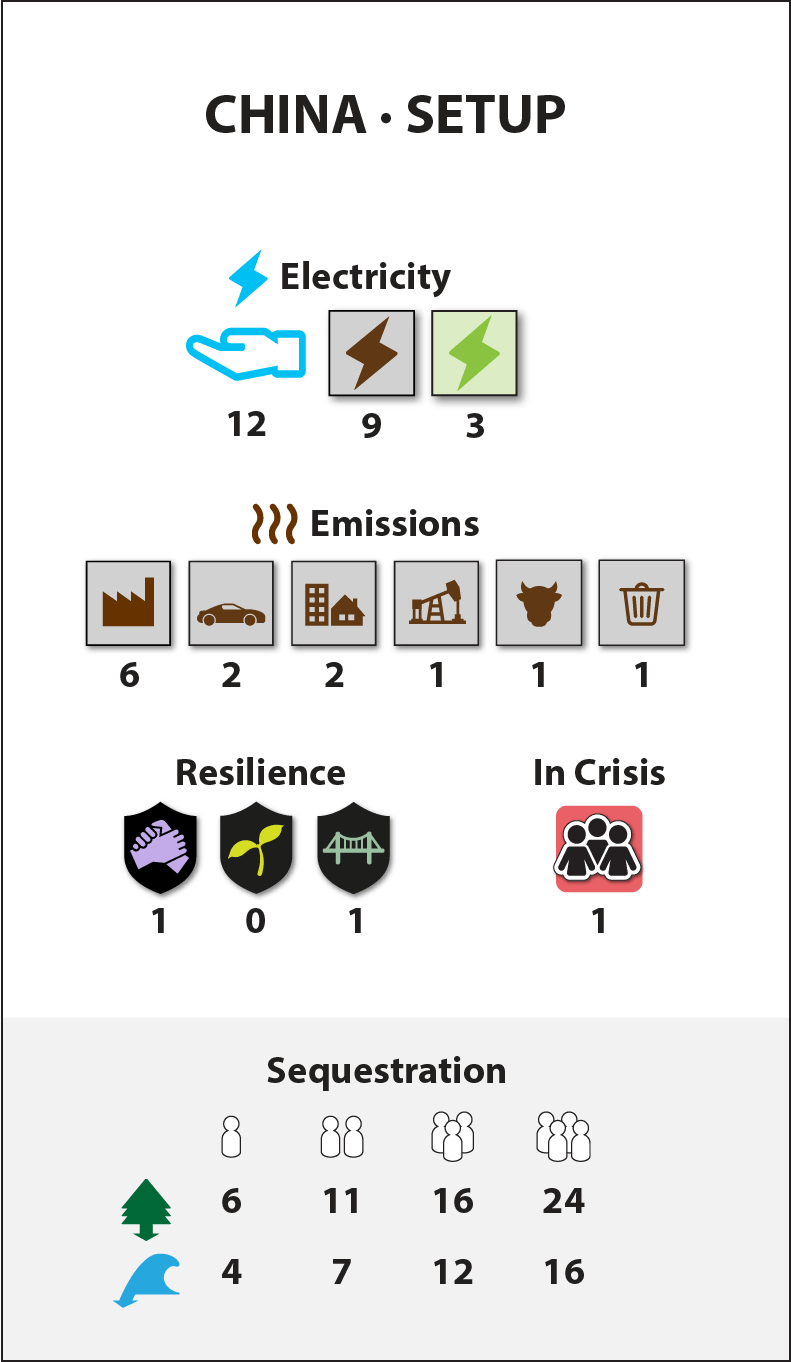 CHINA · SETUP
Electricity
12 9 3
Emissions
6 2 2 1 1 1
Resilience In Crisis
1 0 1 1
Sequestration
6 11 16 24
4 7 12 16